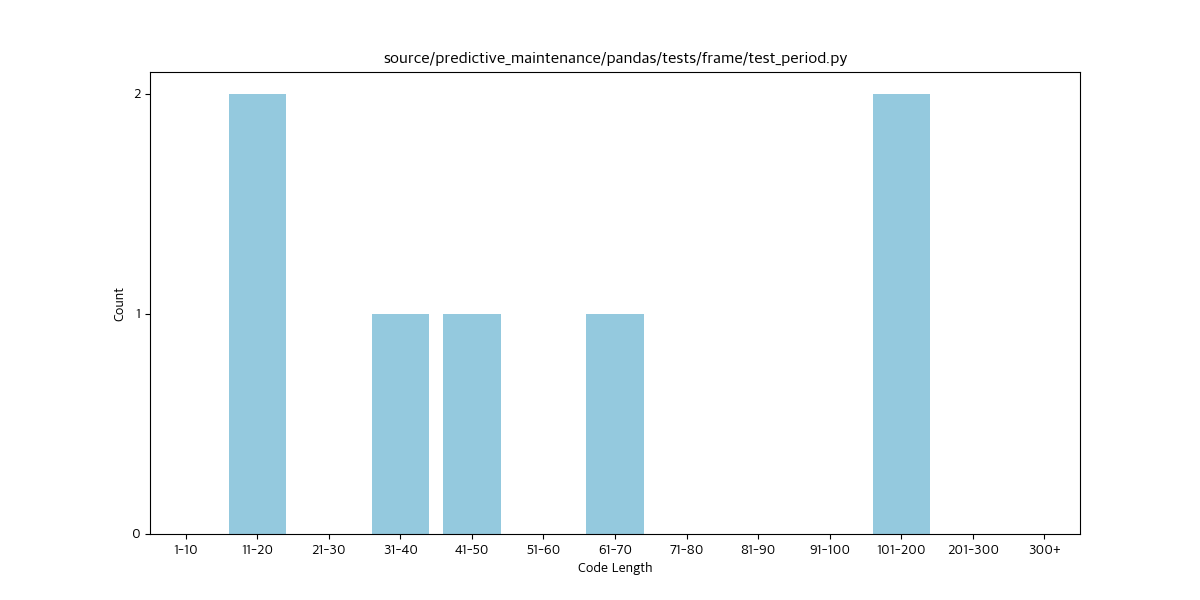 source/predictive_maintenance/pandas/tests/frame/test_period.py
2
1
0
Count
1-10 11-20 21-30 31-40 41-50 51-60 61-70 71-80 81-90 91-100 101-200 201-300 300+
Code Length